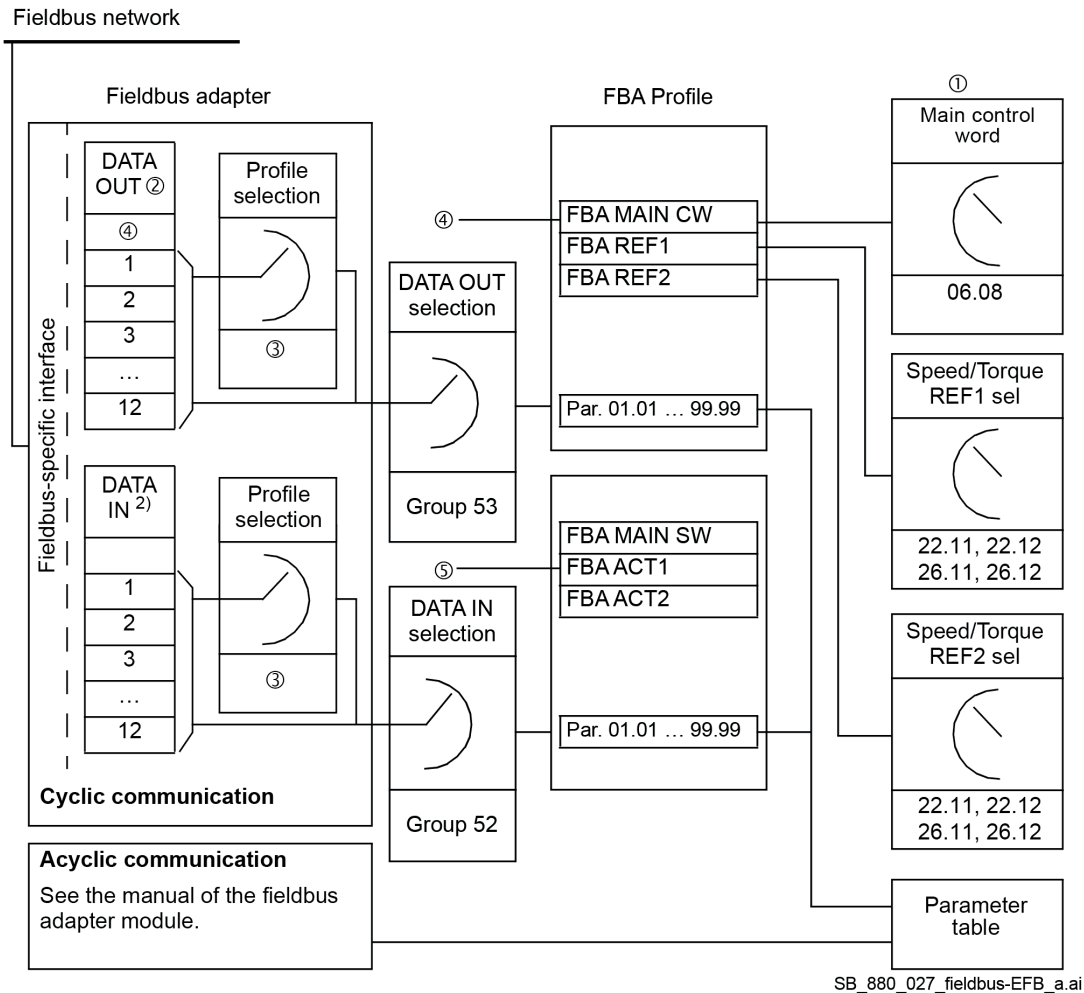 Fieldbus network
Fieldbus adapter
Fieldbus-specific interface
DATA
OUT ②
④
1
2
3
...
12
Profile
selection
③
DATA
IN 2)
1
2
3
...
12
Profile
selection
③
Cyclic communication
Acyclic communication
See the manual of the fieldbus
adapter module.
DATA OUT
selection
Group 53
DATA IN
selection
Group 52
FBA Profile
④
FBA MAIN CW
FBA REF1
FBA REF2
Par. 01.01 ... 99.99
⑤
FBA MAIN SW
FBA ACT1
FBA ACT2
Par. 01.01 ... 99.99
①
Main control
word
06.08
Speed/Torque
REF1 sel
22.11, 22.12
26.11, 26.12
Speed/Torque
REF2 sel
22.11, 22.12
26.11, 26.12
Parameter
table
SB_880_027_fieldbus-EFB_a.ai